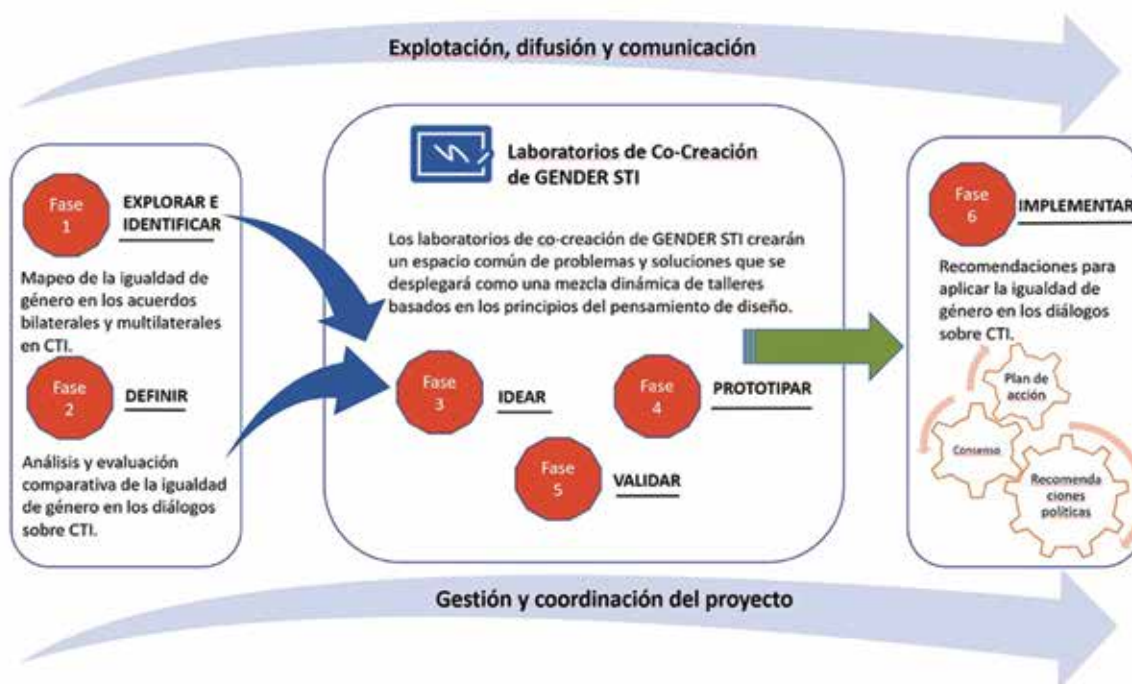 Explotación, difusión y comunicación
Fase
1
EXPLORAR E
IDENTIFICAR
Mapeo de la igualdad de
género en los acuerdos
bilaterales y multilaterales
en CTI.
Fase
2
DEFINIR
Análisis y evaluación
comparativa de la igualdad
de género en los diálogos
sobre CTI.
Laboratorios de Co-Creación
de GENDER STI
Los laboratorios de co-creación de GENDER STI crearán
un espacio común de problemas y soluciones que se
desplegará como una mezcla dinámica de talleres
basados en los principios del pensamiento de diseño.
Fase
3
IDEAR
Fase
4
PROTOTIPAR
Fase
5
VALIDAR
Fase
6
IMPLEMENTAR
Recomendaciones para
aplicar la igualdad de
género en los diálogos
sobre CTI.
Plan de
acción
Consenso
Recomenda
ciones
políticas
Gestión y coordinación del proyecto